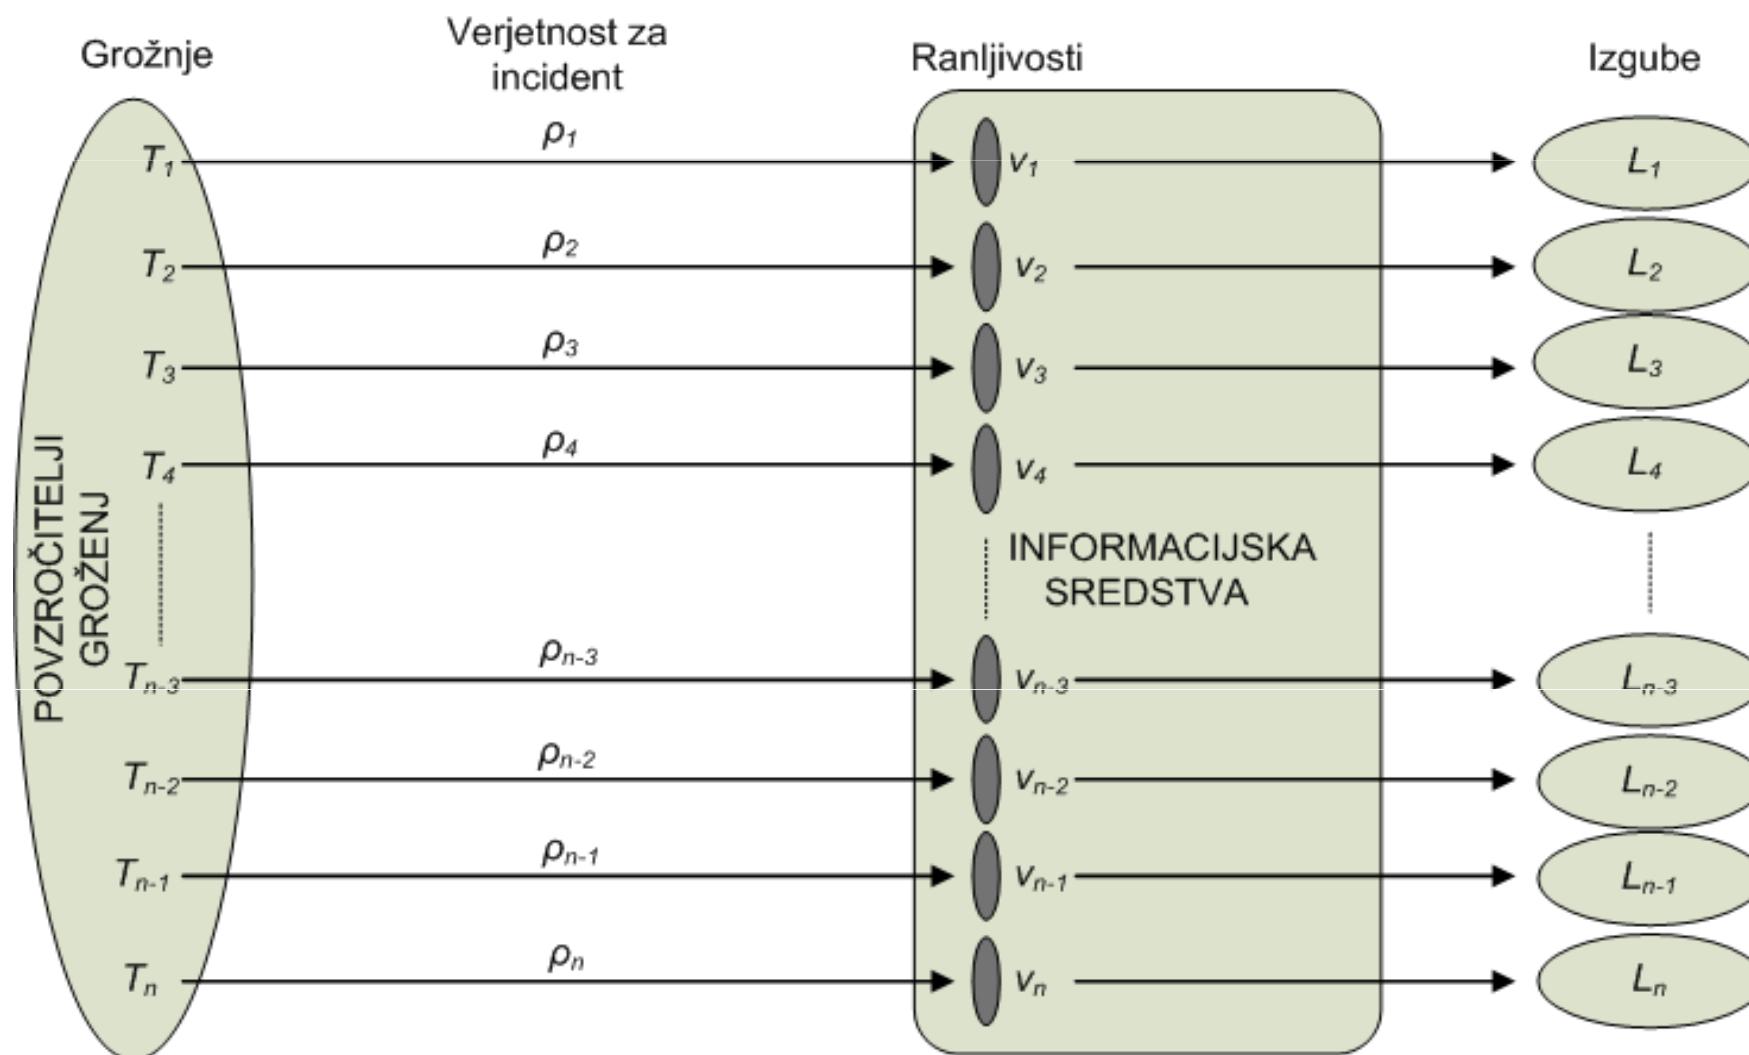 Grožnje
Verjetnost za
incident
Ranljivosti
Izgube
T1
ρ1
v1
L1
T2
ρ2
v2
L2
T3
ρ3
v3
L3
T4
ρ4
v4
L4
POVZROČITELJI
GROŽENJ
INFORMACIJSKA
SREDSTVA
Tn-3
ρn-3
vn-3
Ln-3
Tn-2
ρn-2
vn-2
Ln-2
Tn-1
ρn-1
vn-1
Ln-1
Tn
ρn
vn
Ln